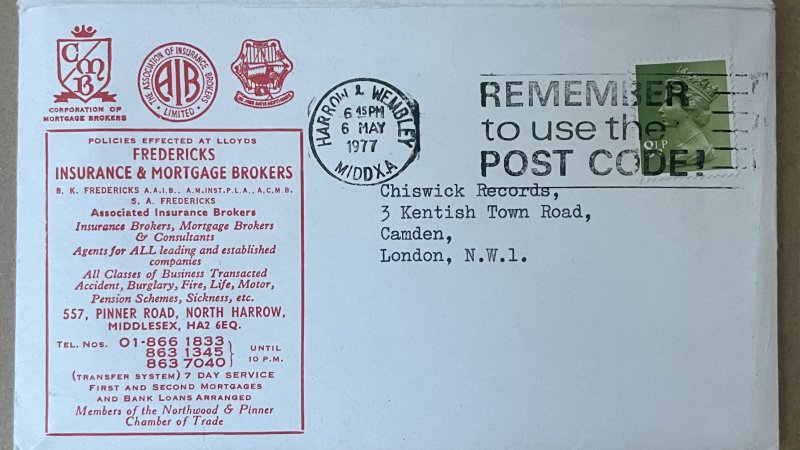 CMB
CORPORATION OF
MORTGAGE BROKERS
THE ASSOCIATION OF INSURANCE BROKERS
AIB
LIMITED
POLICIES EFFECTED AT LLOYDS
FREDERICKS
INSURANCE & MORTGAGE BROKERS
B. K. FREDERICKS A.A.I.B., A.M.INST.P.L.A., A.C.M.B.
S. A. FREDERICKS
Associated Insurance Brokers
Insurance Brokers, Mortgage Brokers
& Consultants
Agents for ALL leading and established
companies
All Classes of Business Transacted
Accident, Burglary, Fire, Life, Motor,
Pension Schemes, Sickness, etc.
557, PINNER ROAD, NORTH HARROW,
MIDDLESEX, HA2 6EQ.
TEL. NOS. 01-866 1833
863 1345
863 7040
UNTIL
10 P.M.
(TRANSFER SYSTEM) 7 DAY SERVICE
FIRST AND SECOND MORTGAGES
AND BANK LOANS ARRANGED
Members of the Northwood & Pinner
Chamber of Trade
HARROW & WEMBLEY
6 45 PM
6 MAY
1977
MIDDX.A
REMEMBER
to use the
POST CODE!
Chiswick Records,
3 Kentish Town Road,
Camden,
London, N.W.1.